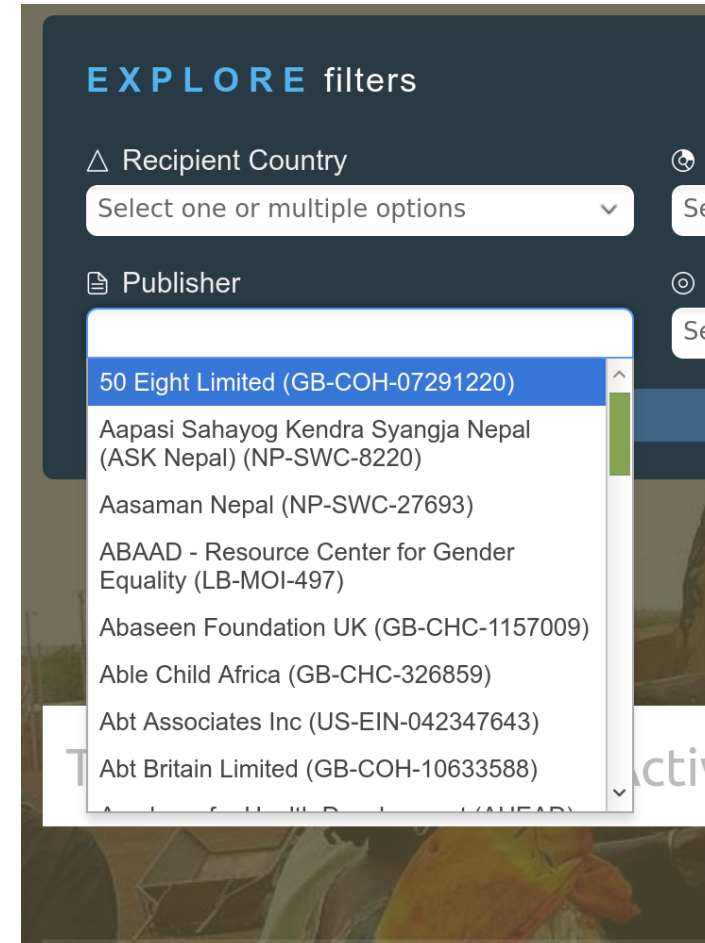 EXPLORE filters
Recipient Country
Select one or multiple options
Se
Publisher
Se
50 Eight Limited (GB-COH-07291220)
Aapasi Sahayog Kendra Syangja Nepal
(ASK Nepal) (NP-SWC-8220)
Aasaman Nepal (NP-SWC-27693)
ABAAD - Resource Center for Gender
Equality (LB-MOI-497)
Abaseen Foundation UK (GB-CHC-1157009)
Able Child Africa (GB-CHC-326859)
Abt Associates Inc (US-EIN-042347643)
Abt Britain Limited (GB-COH-10633588)
T
Activ